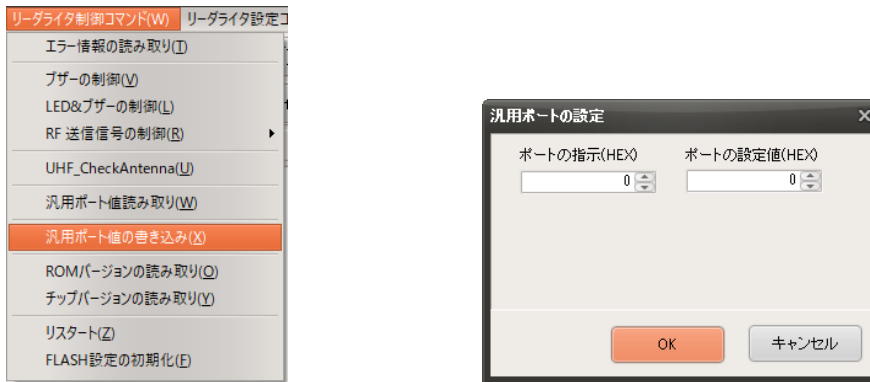 リーダライタ制御コマンド(W) リーダライタ設定コ
エラー情報の読み取り(T)
ブザーの制御(V)
LED&ブザーの制御(L)
RF 送信信号の制御(R)
UHF_CheckAntenna(U)
汎用ポート値読み取り(W)
汎用ポート値の書き込み(X)
ROMバージョンの読み取り(O)
チップバージョンの読み取り(Y)
リスタート(Z)
FLASH設定の初期化(F)
汎用ポートの設定
ポートの指示(HEX) ポートの設定値(HEX)
0 0
OK キャンセル